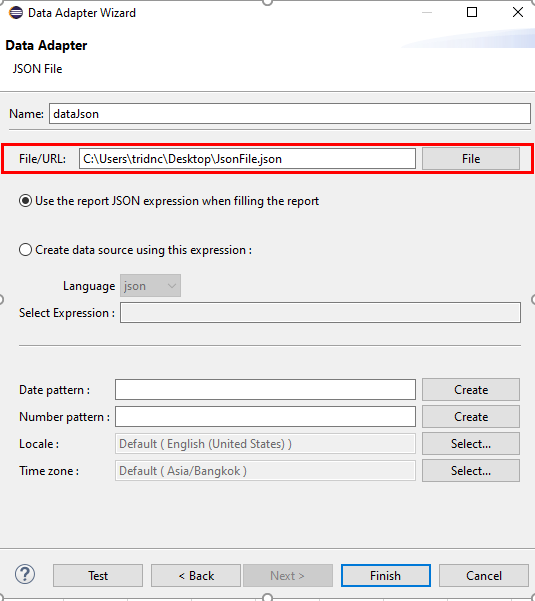 Data Adapter Wizard
Data Adapter
JSON File
Name: dataJson
File/URL: C:\Users\tridnc\Desktop\JsonFile.json File
Use the report JSON expression when filling the report
Create data source using this expression :
Language json
Select Expression :
Date pattern : Create
Number pattern : Create
Locale : Default ( English (United States) ) Select...
Time zone : Default ( Asia/Bangkok ) Select...
? Test < Back Next > Finish Cancel